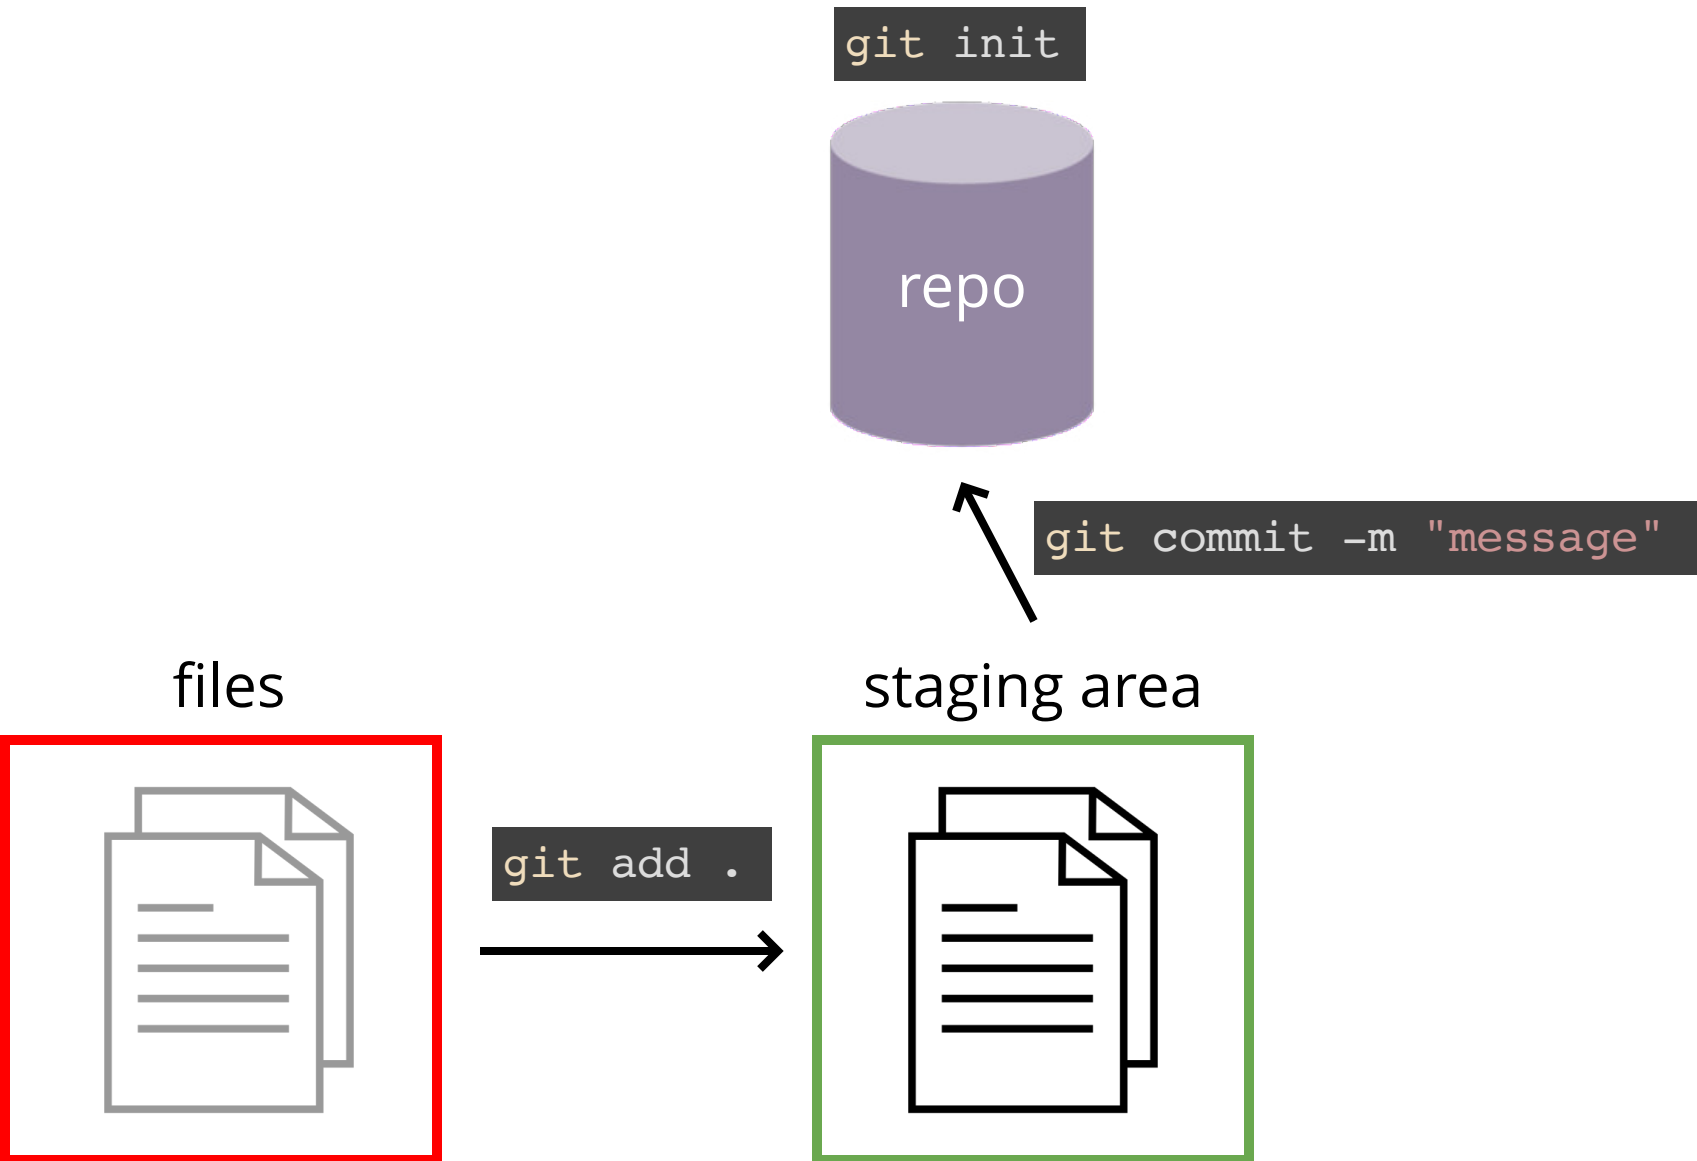 git init
repo
git commit -m "message"
files
staging area
git add .